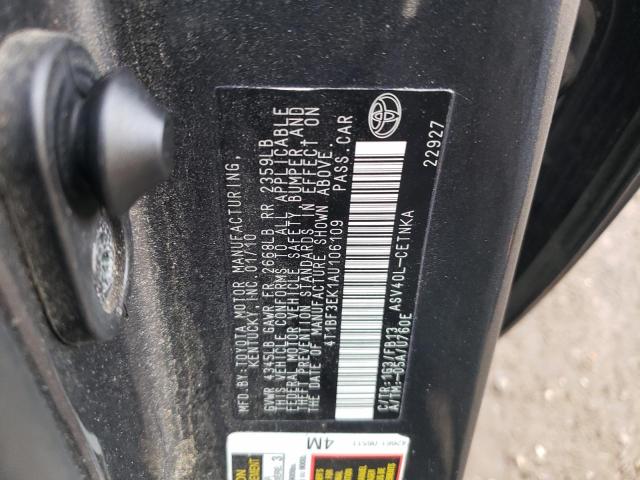 MFD. BY: TOYOTA MOTOR MANUFACTURING,
KENTUCKY, INC. 01/10
GVWR 4345LB GAWR FR 2668LB RR 2359LB
THIS VEHICLE CONFORMS TO ALL APPLICABLE
FEDERAL MOTOR VEHICLE SAFETY, BUMPER, AND
THEFT PREVENTION STANDARDS IN EFFECT ON
THE DATE OF MANUFACTURE SHOWN ABOVE.
4T1BF3EK1AU106109 PASS. CAR
C/TR: 1G3/FB13 ASV40L-CETNKA
A/TM: -05A/U760E
22927
4M